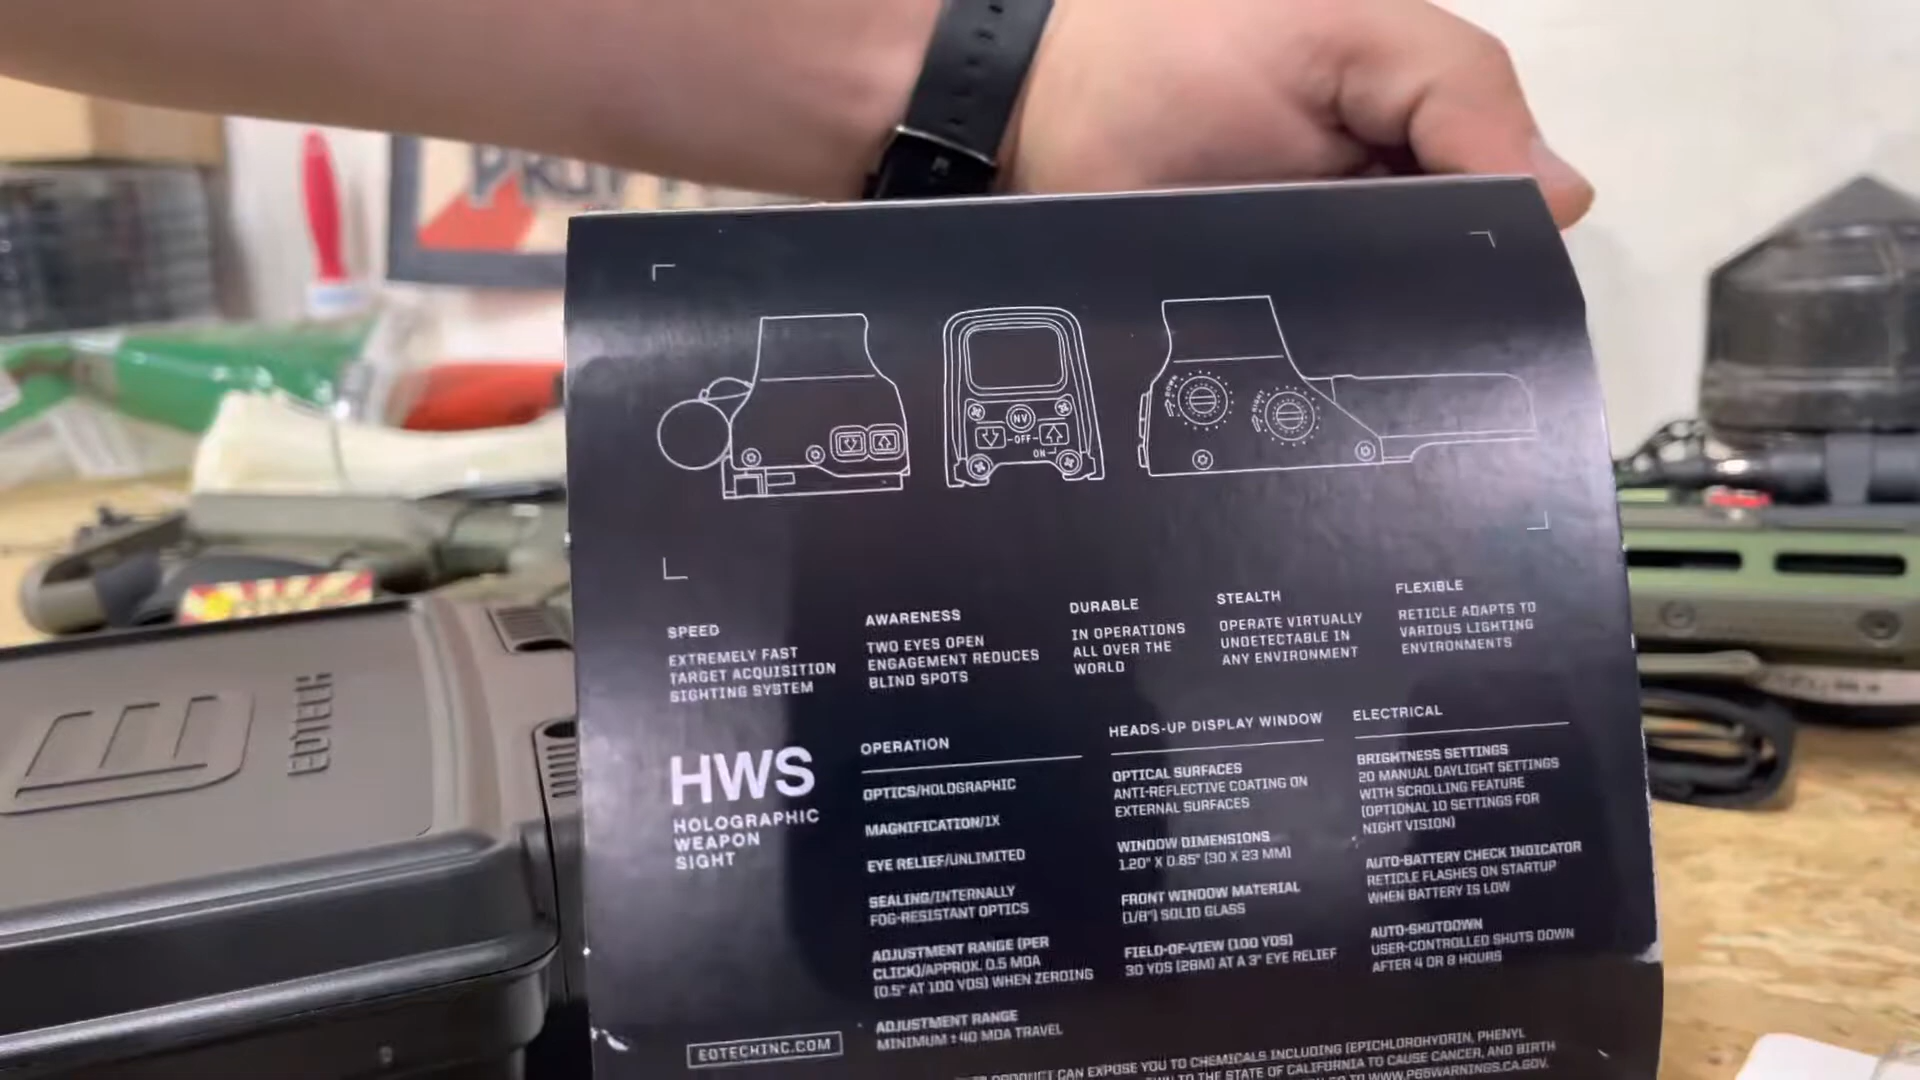 NV
OFF
ON
DOWN
RIGHT
SPEED
EXTREMELY FAST
TARGET ACQUISITION
SIGHTING SYSTEM
AWARENESS
TWO EYES OPEN
ENGAGEMENT REDUCES
BLIND SPOTS
DURABLE
IN OPERATIONS
ALL OVER THE
WORLD
STEALTH
OPERATE VIRTUALLY
UNDETECTABLE IN
ANY ENVIRONMENT
FLEXIBLE
RETICLE ADAPTS TO
VARIOUS LIGHTING
ENVIRONMENTS
EOTECH
HWS
HOLOGRAPHIC
WEAPON
SIGHT
EOTECHINC.COM
OPERATION
OPTICS/HOLOGRAPHIC
MAGNIFICATION/1X
EYE RELIEF/UNLIMITED
SEALING/INTERNALLY
FOG-RESISTANT OPTICS
ADJUSTMENT RANGE (PER
CLICK)/APPROX. 0.5 MOA
(0.5" AT 100 YDS) WHEN ZEROING
ADJUSTMENT RANGE
MINIMUM ± 40 MOA TRAVEL
HEADS-UP DISPLAY WINDOW
OPTICAL SURFACES
ANTI-REFLECTIVE COATING ON
EXTERNAL SURFACES
WINDOW DIMENSIONS
1.20" X 0.85" (30 X 23 MM)
FRONT WINDOW MATERIAL
(1/8") SOLID GLASS
FIELD-OF-VIEW (100 YDS)
30 YDS (28M) AT A 3" EYE RELIEF
ELECTRICAL
BRIGHTNESS SETTINGS
20 MANUAL DAYLIGHT SETTINGS
WITH SCROLLING FEATURE
(OPTIONAL 10 SETTINGS FOR
NIGHT VISION)
AUTO-BATTERY CHECK INDICATOR
RETICLE FLASHES ON STARTUP
WHEN BATTERY IS LOW
AUTO-SHUTDOWN
USER-CONTROLLED SHUTS DOWN
AFTER 4 OR 8 HOURS
PRODUCT CAN EXPOSE YOU TO CHEMICALS INCLUDING (EPICHLOROHYDRIN, PHENYL
TO THE STATE OF CALIFORNIA TO CAUSE CANCER, AND BIRTH
TO WWW.P65WARNINGS.CA.GOV.